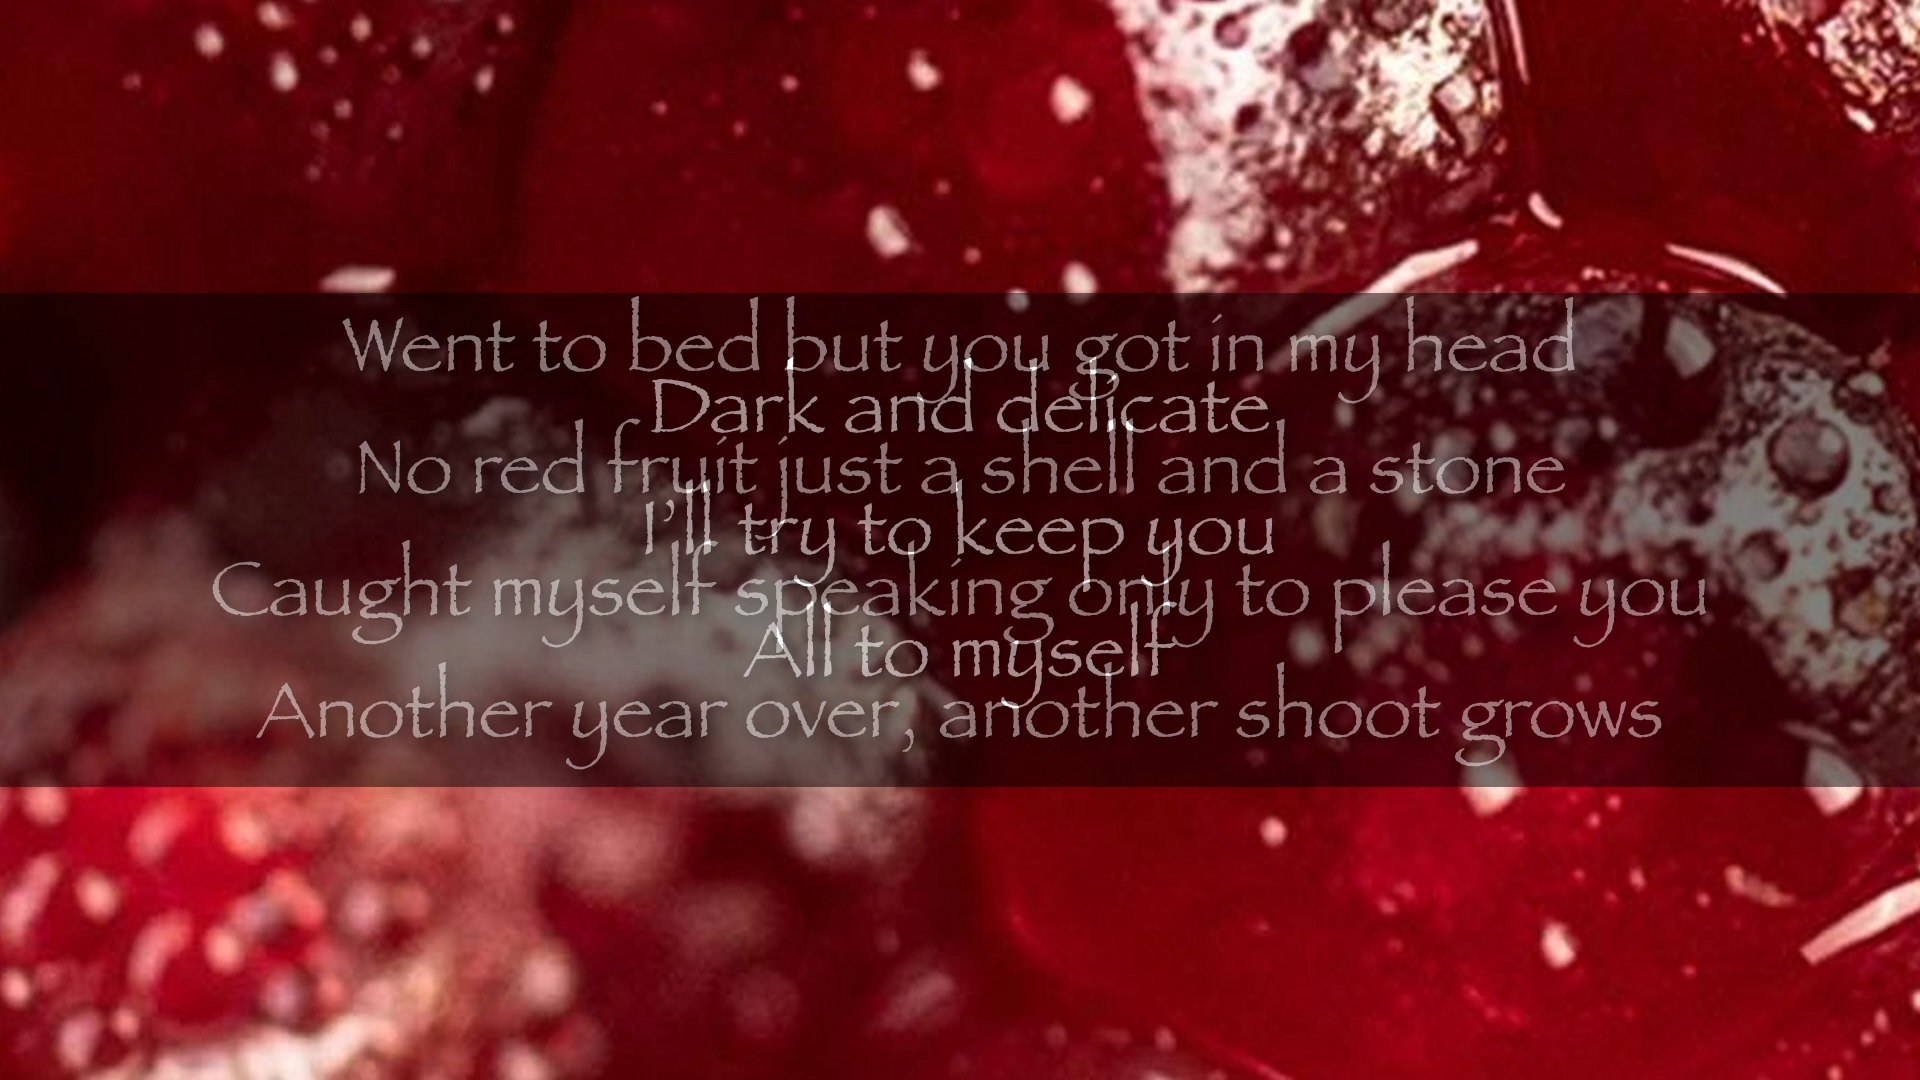 Went to bed but you got in my head
Dark and delicate
No red fruit just a shell and a stone
I'll try to keep you
Caught myself speaking only to please you
All to myself
Another year over, another shoot grows